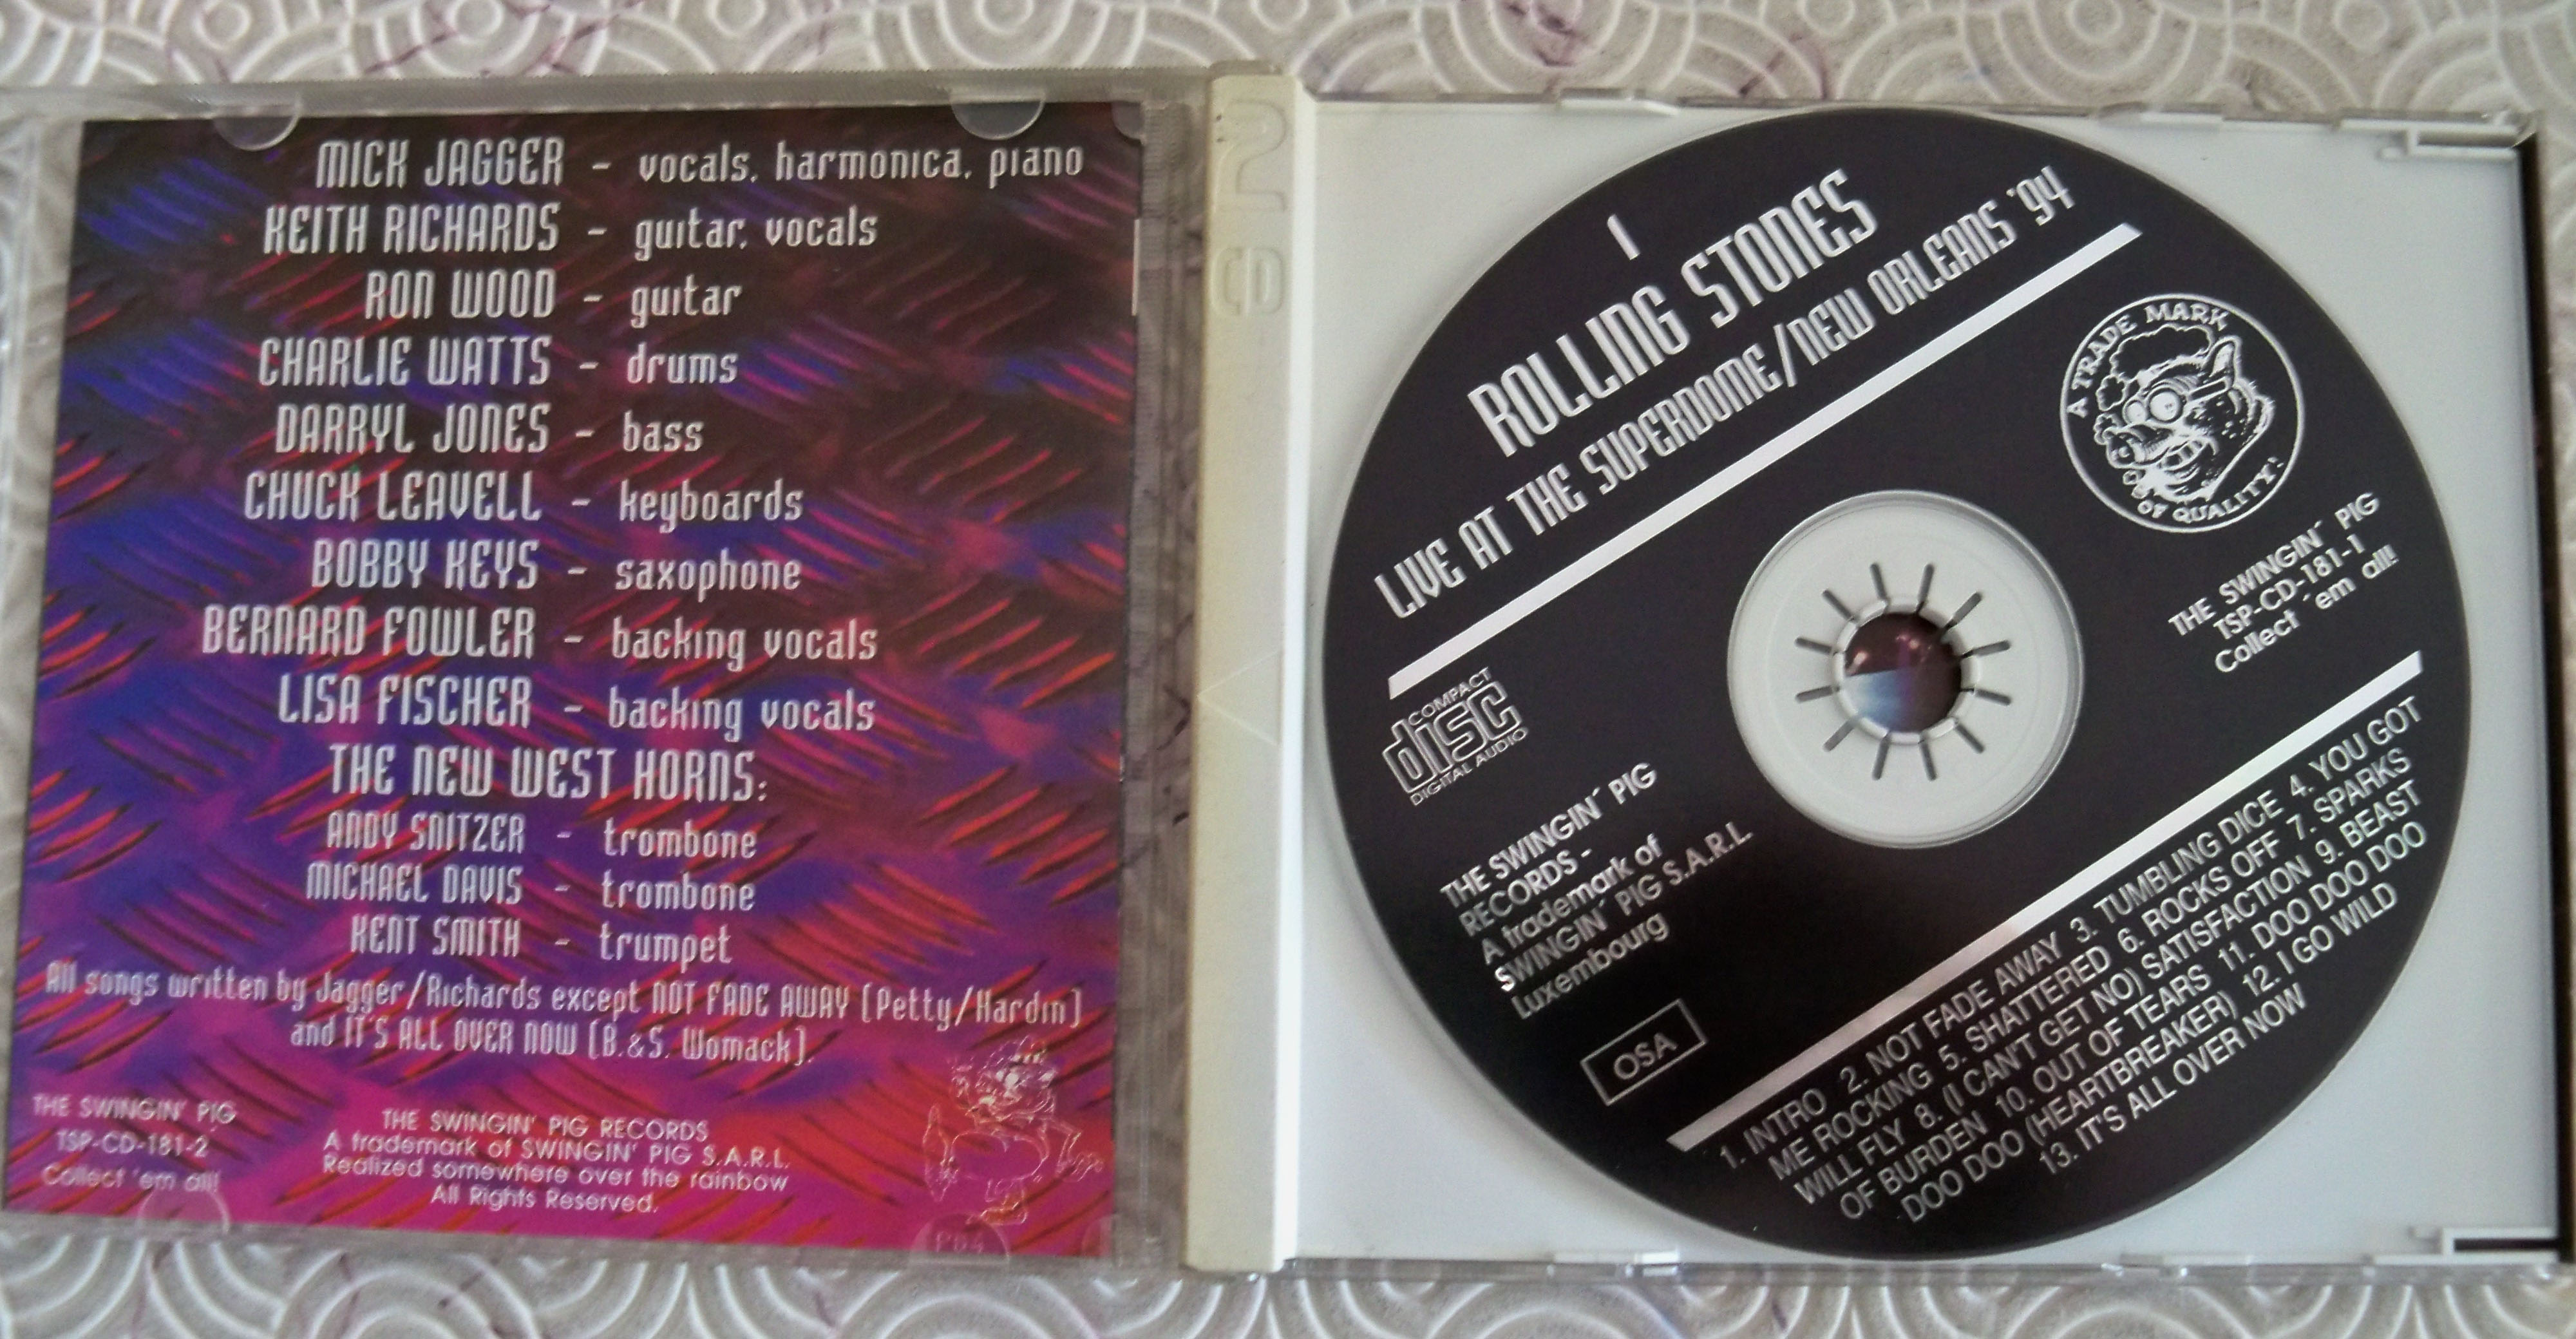 MICK JAGGER - vocals, harmonica, piano
KEITH RICHARDS - guitar, vocals
RON WOOD - guitar
CHARLIE WATTS - drums
DARRYL JONES - bass
CHUCK LEAVELL - keyboards
BOBBY KEYS - saxophone
BERNARD FOWLER - backing vocals
LISA FISCHER - backing vocals
THE NEW WEST HORNS:
ANDY SNITZER - trombone
MICHAEL DAVIS - trombone
KENT SMITH - trumpet
All songs written by Jagger/Richards except NOT FADE AWAY (Petty/Hardin)
and IT'S ALL OVER NOW (B.&S. Womack).
THE SWINGIN' PIG
TSP-CD-181-2
Collect 'em all!
THE SWINGIN' PIG RECORDS
A trademark of SWINGIN' PIG S.A.R.L.
Realized somewhere over the rainbow
All Rights Reserved.
2
CD
1
ROLLING STONES
LIVE AT THE SUPERDOME/NEW ORLEANS '94
A TRADE MARK
OF QUALITY!
THE SWINGIN´ PIG
TSP-CD-181-1
Collect ´em all!
COMPACT
disc
DIGITAL AUDIO
THE SWINGIN´ PIG
RECORDS -
A trademark of
SWINGIN´ PIG S.A.R.L.
Luxembourg
OSA
1. INTRO 2. NOT FADE AWAY 3. TUMBLING DICE 4. YOU GOT
ME ROCKING 5. SHATTERED 6. ROCKS OFF 7. SPARKS
WILL FLY 8. (I CAN'T GET NO) SATISFACTION 9. BEAST
OF BURDEN 10. OUT OF TEARS 11. DOO DOO DOO
DOO DOO (HEARTBREAKER) 12. I GO WILD
13. IT'S ALL OVER NOW